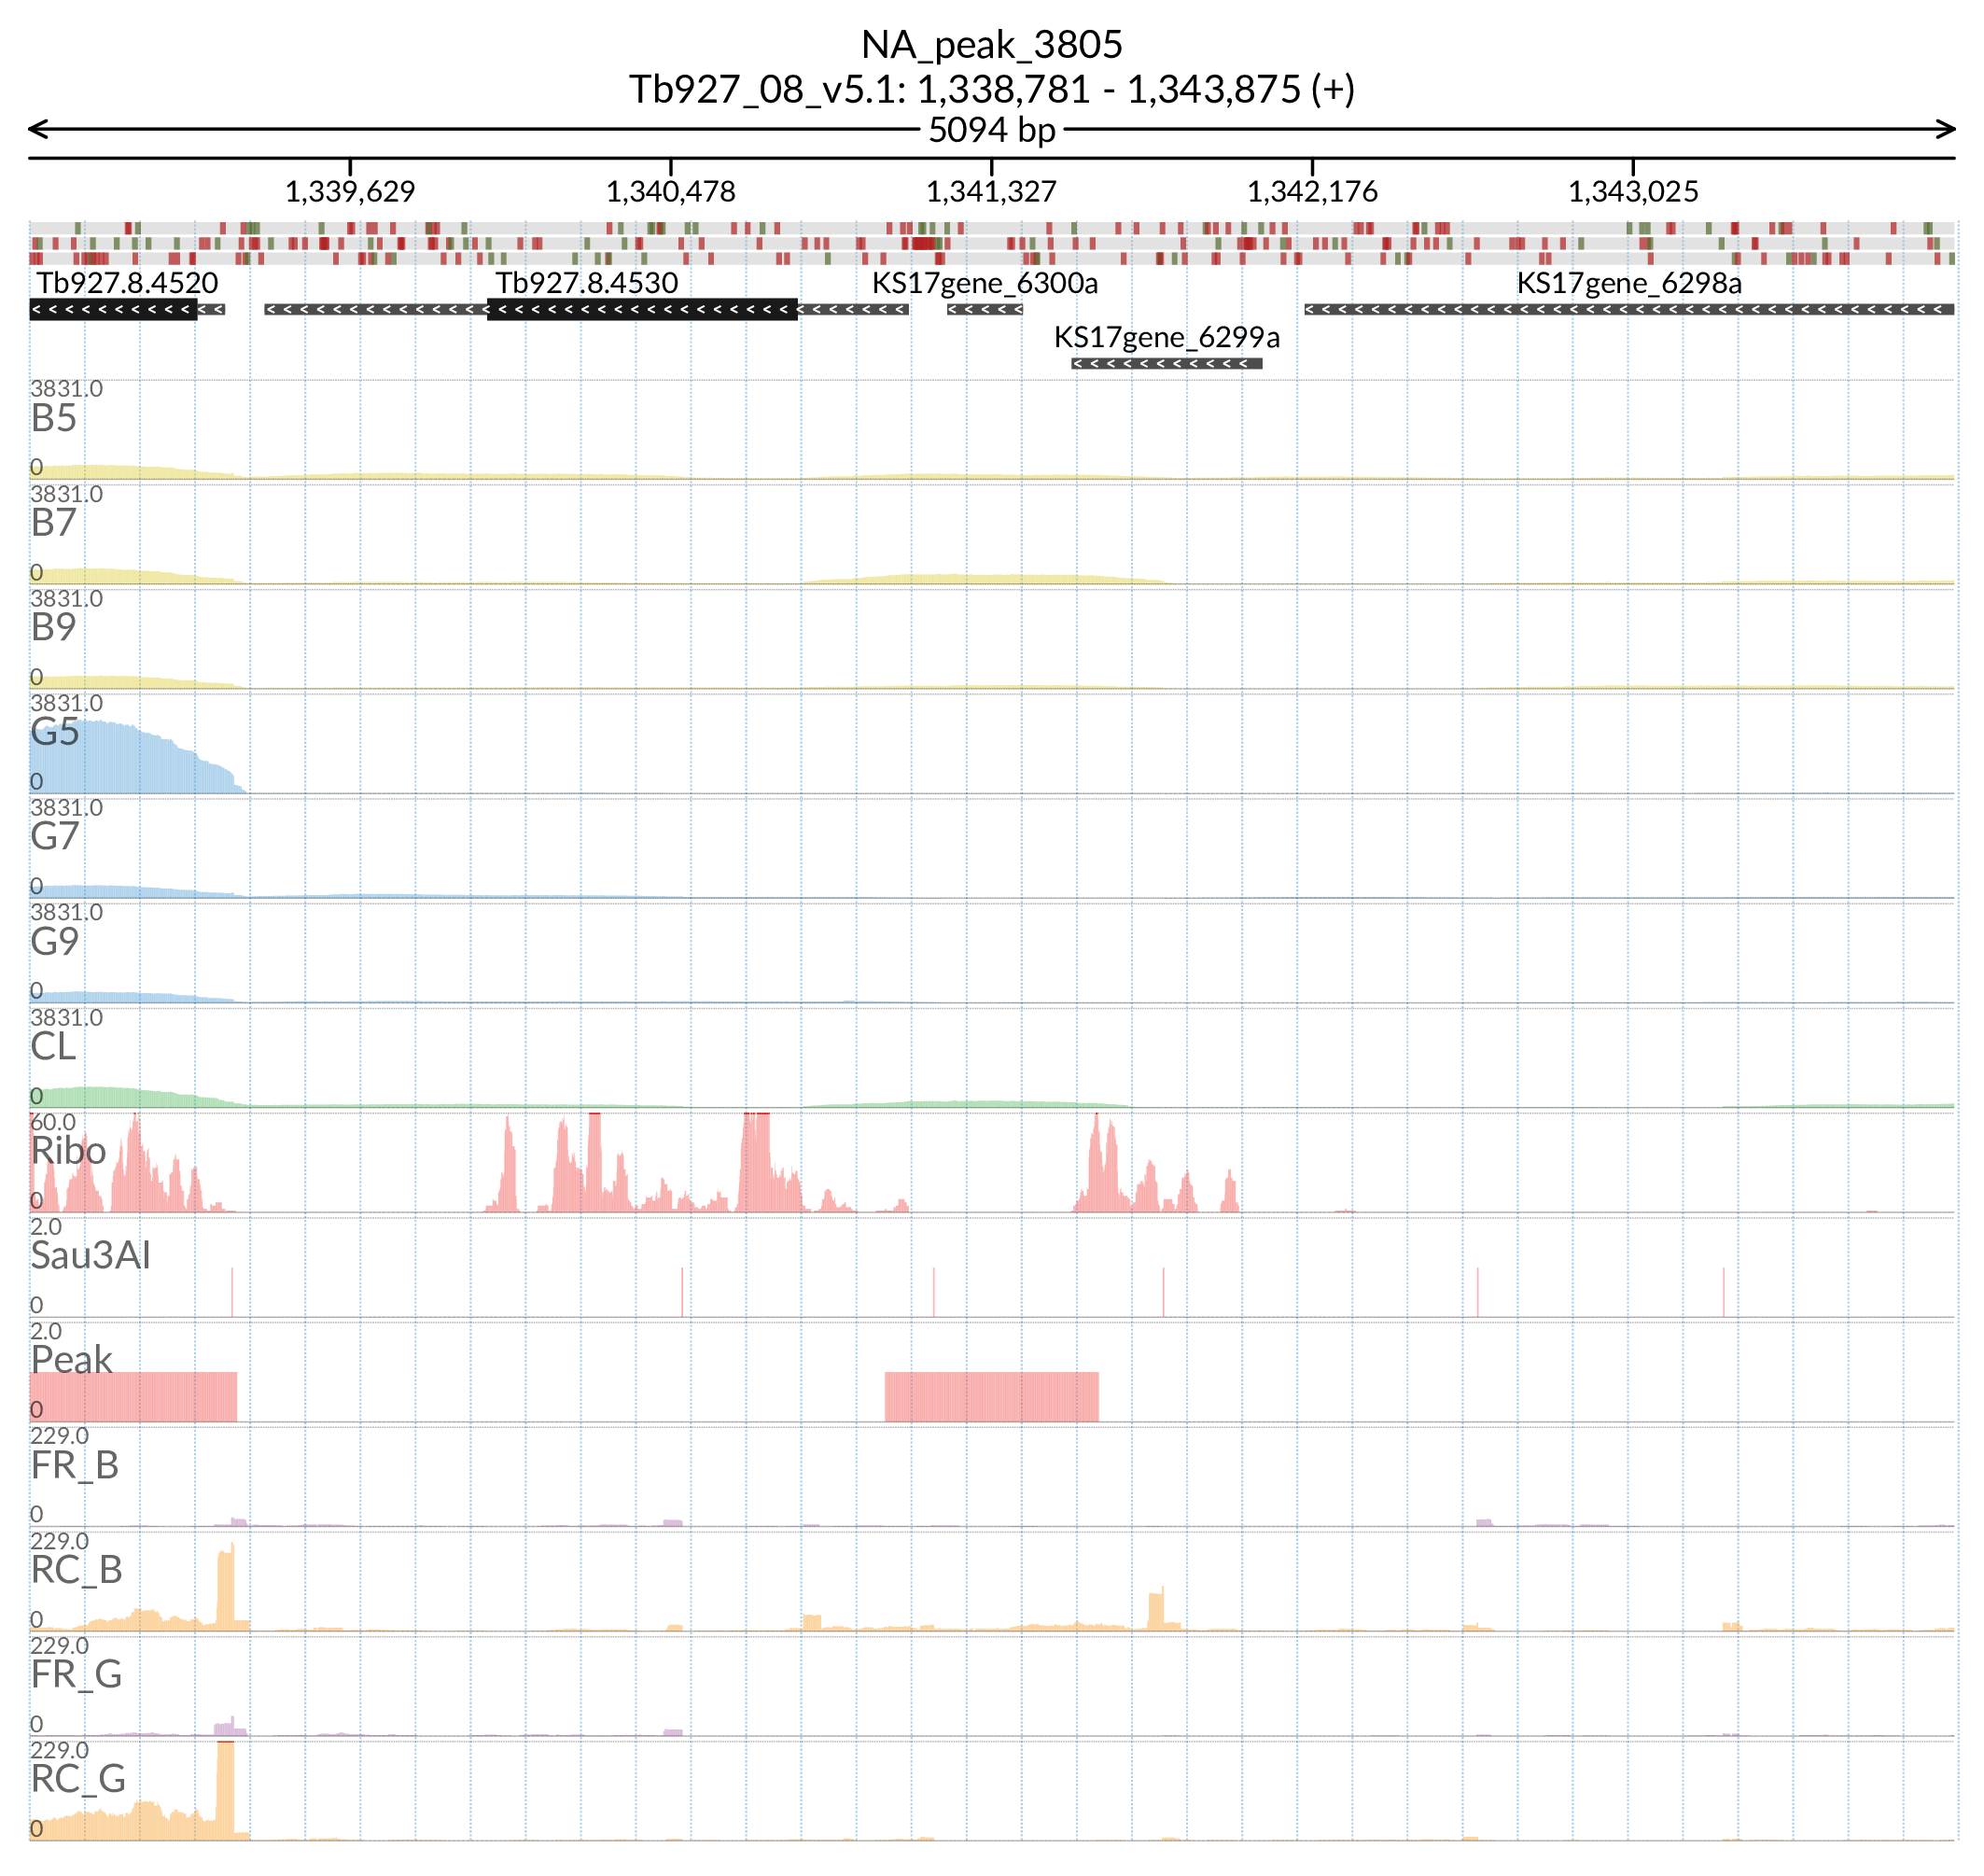 NA_peak_3805
Tb927_08_v5.1: 1,338,781 - 1,343,875 (+)
5094 bp
1,339,629 1,340,478 1,341,327 1,342,176 1,343,025
Tb927.8.4520 Tb927.8.4530 KS17gene_6300a KS17gene_6298a
KS17gene_6299a
3831.0
B5
0
3831.0
B7
0
3831.0
B9
0
3831.0
G5
0
3831.0
G7
0
3831.0
G9
0
3831.0
CL
0
60.0
Ribo
0
2.0
Sau3AI
0
2.0
Peak
0
229.0
FR_B
0
229.0
RC_B
0
229.0
FR_G
0
229.0
RC_G
0